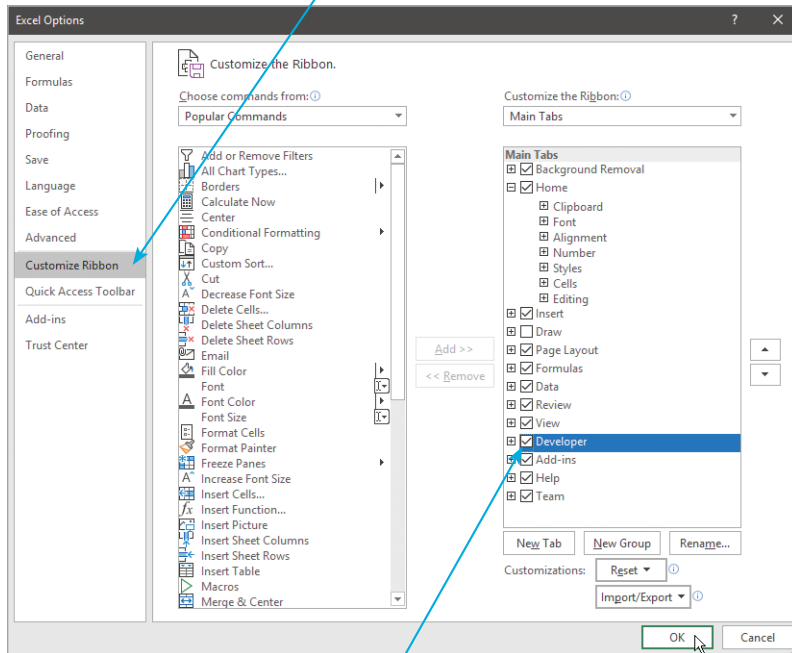 Excel Options
?
General
Formulas
Data
Proofing
Save
Language
Ease of Access
Advanced
Customize Ribbon
Quick Access Toolbar
Add-ins
Trust Center
Customize the Ribbon.
Choose commands from:
Popular Commands
Add or Remove Filters
All Chart Types...
Borders
Calculate Now
Center
Conditional Formatting
Copy
Custom Sort...
Cut
Decrease Font Size
Delete Cells...
Delete Sheet Columns
Delete Sheet Rows
Email
Fill Color
Font
Font Color
Font Size
Format Cells
Format Painter
Freeze Panes
Increase Font Size
Insert Cells...
Insert Function...
Insert Picture
Insert Sheet Columns
Insert Sheet Rows
Insert Table
Macros
Merge & Center
Add >>
<< Remove
Customize the Ribbon:
Main Tabs
Main Tabs
Background Removal
Home
Clipboard
Font
Alignment
Number
Styles
Cells
Editing
Insert
Draw
Page Layout
Formulas
Data
Review
View
Developer
Add-ins
Help
Team
New Tab
New Group
Rename...
Customizations:
Reset
Import/Export
OK
Cancel